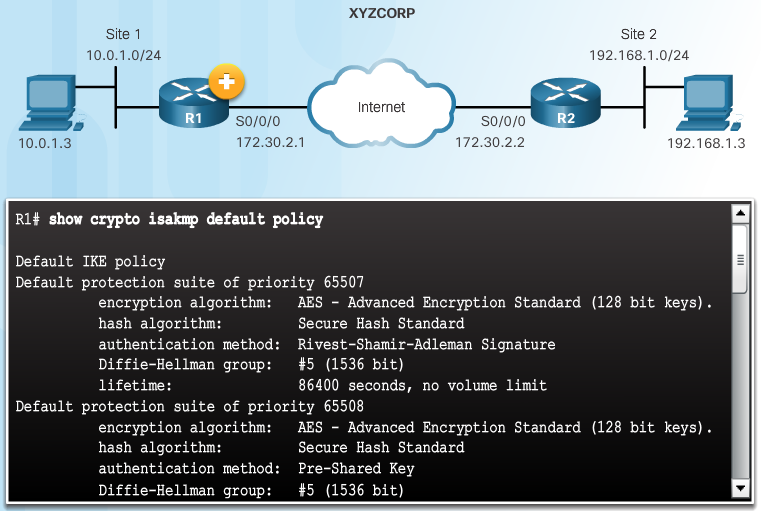 XYZCORP
Site 1
10.0.1.0/24
Site 2
192.168.1.0/24
R1
Internet
R2
S0/0/0
172.30.2.1
S0/0/0
172.30.2.2
10.0.1.3
192.168.1.3
R1# show crypto isakmp default policy
Default IKE policy
Default protection suite of priority 65507
encryption algorithm: AES - Advanced Encryption Standard (128 bit keys).
hash algorithm: Secure Hash Standard
authentication method: Rivest-Shamir-Adleman Signature
Diffie-Hellman group: #5 (1536 bit)
lifetime: 86400 seconds, no volume limit
Default protection suite of priority 65508
encryption algorithm: AES - Advanced Encryption Standard (128 bit keys).
hash algorithm: Secure Hash Standard
authentication method: Pre-Shared Key
Diffie-Hellman group: #5 (1536 bit)